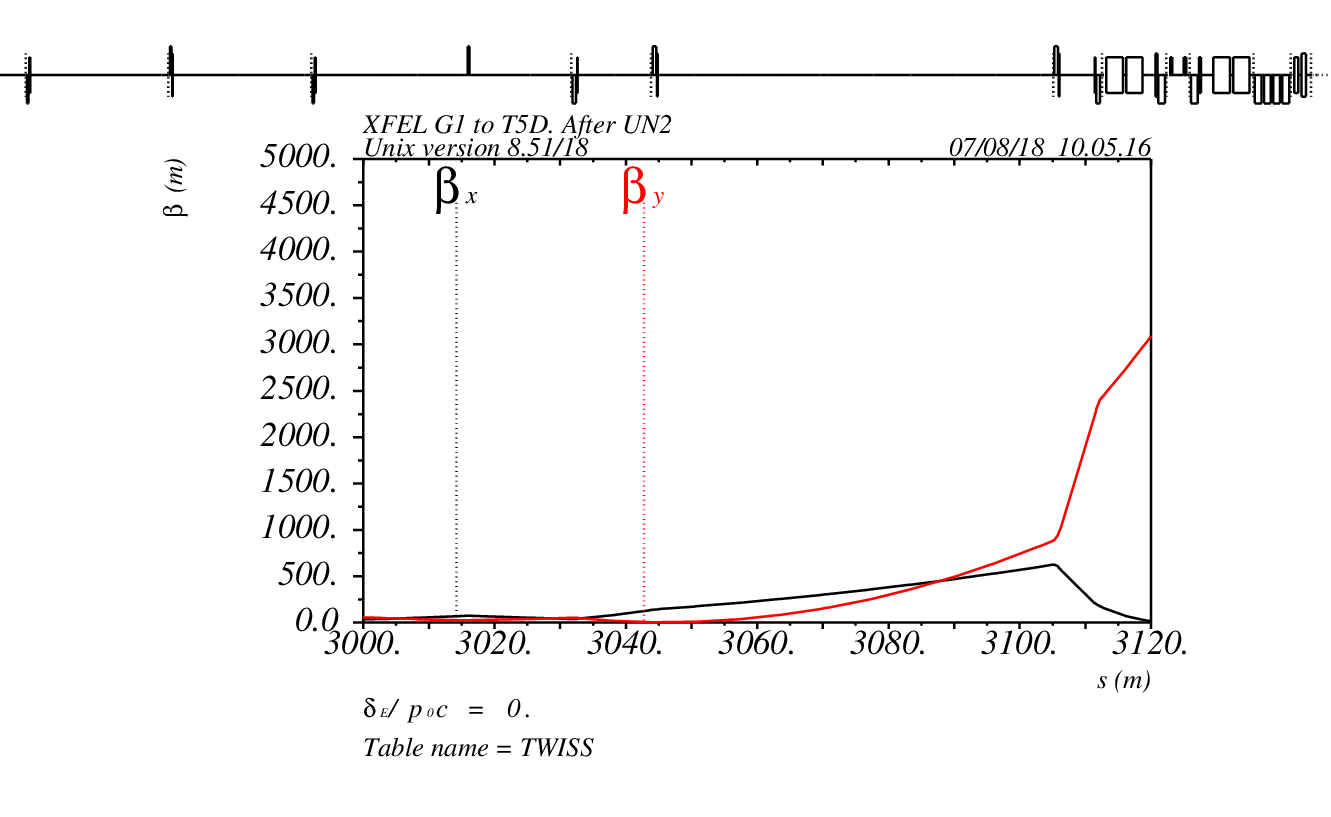 XFEL G1 to T5D. After UN2
Unix version 8.51/18 07/08/18 10.05.16
β (m)
β x β y
5000.
4500.
4000.
3500.
3000.
2500.
2000.
1500.
1000.
500.
0.0
3000. 3020. 3040. 3060. 3080. 3100. 3120.
s (m)
δ E/ p 0 c = 0.
Table name = TWISS